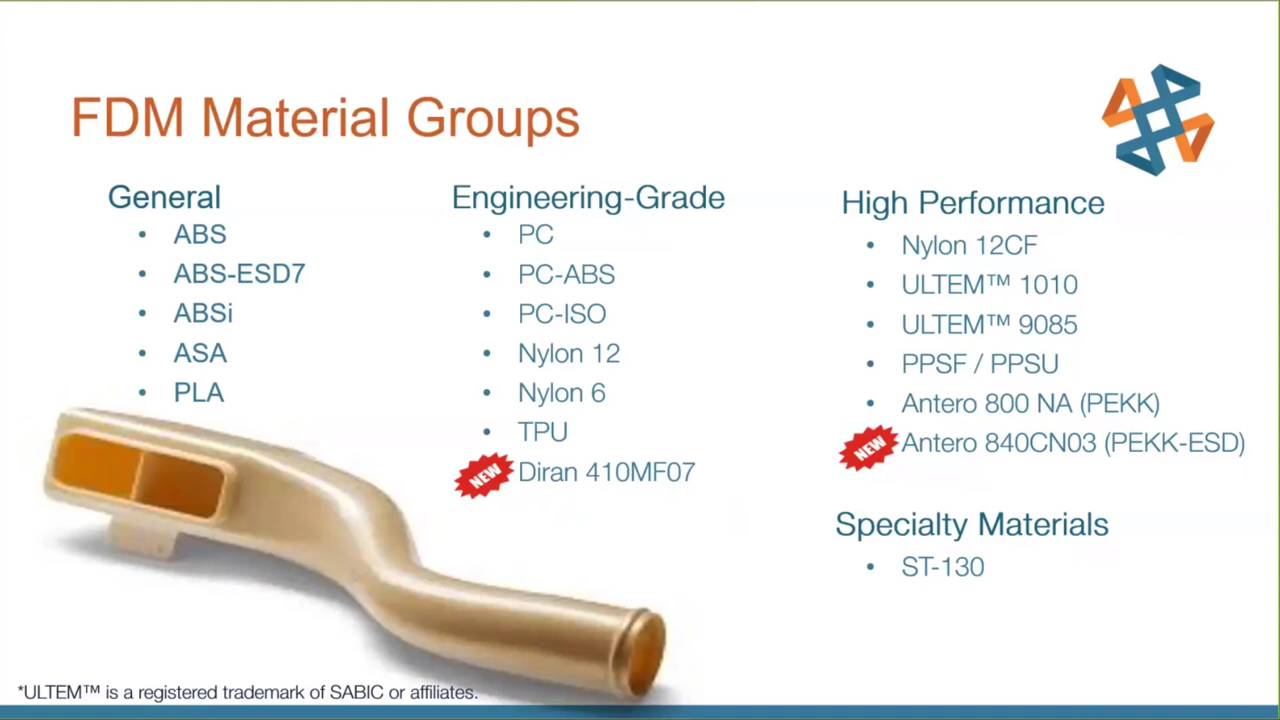 FDM Material Groups
General
• ABS
• ABS-ESD7
• ABSi
• ASA
• PLA
Engineering-Grade
• PC
• PC-ABS
• PC-ISO
• Nylon 12
• Nylon 6
• TPU
NEW Diran 410MF07
High Performance
• Nylon 12CF
• ULTEM™ 1010
• ULTEM™ 9085
• PPSF / PPSU
• Antero 800 NA (PEKK)
NEW Antero 840CN03 (PEKK-ESD)
Specialty Materials
• ST-130
*ULTEM™ is a registered trademark of SABIC or affiliates.